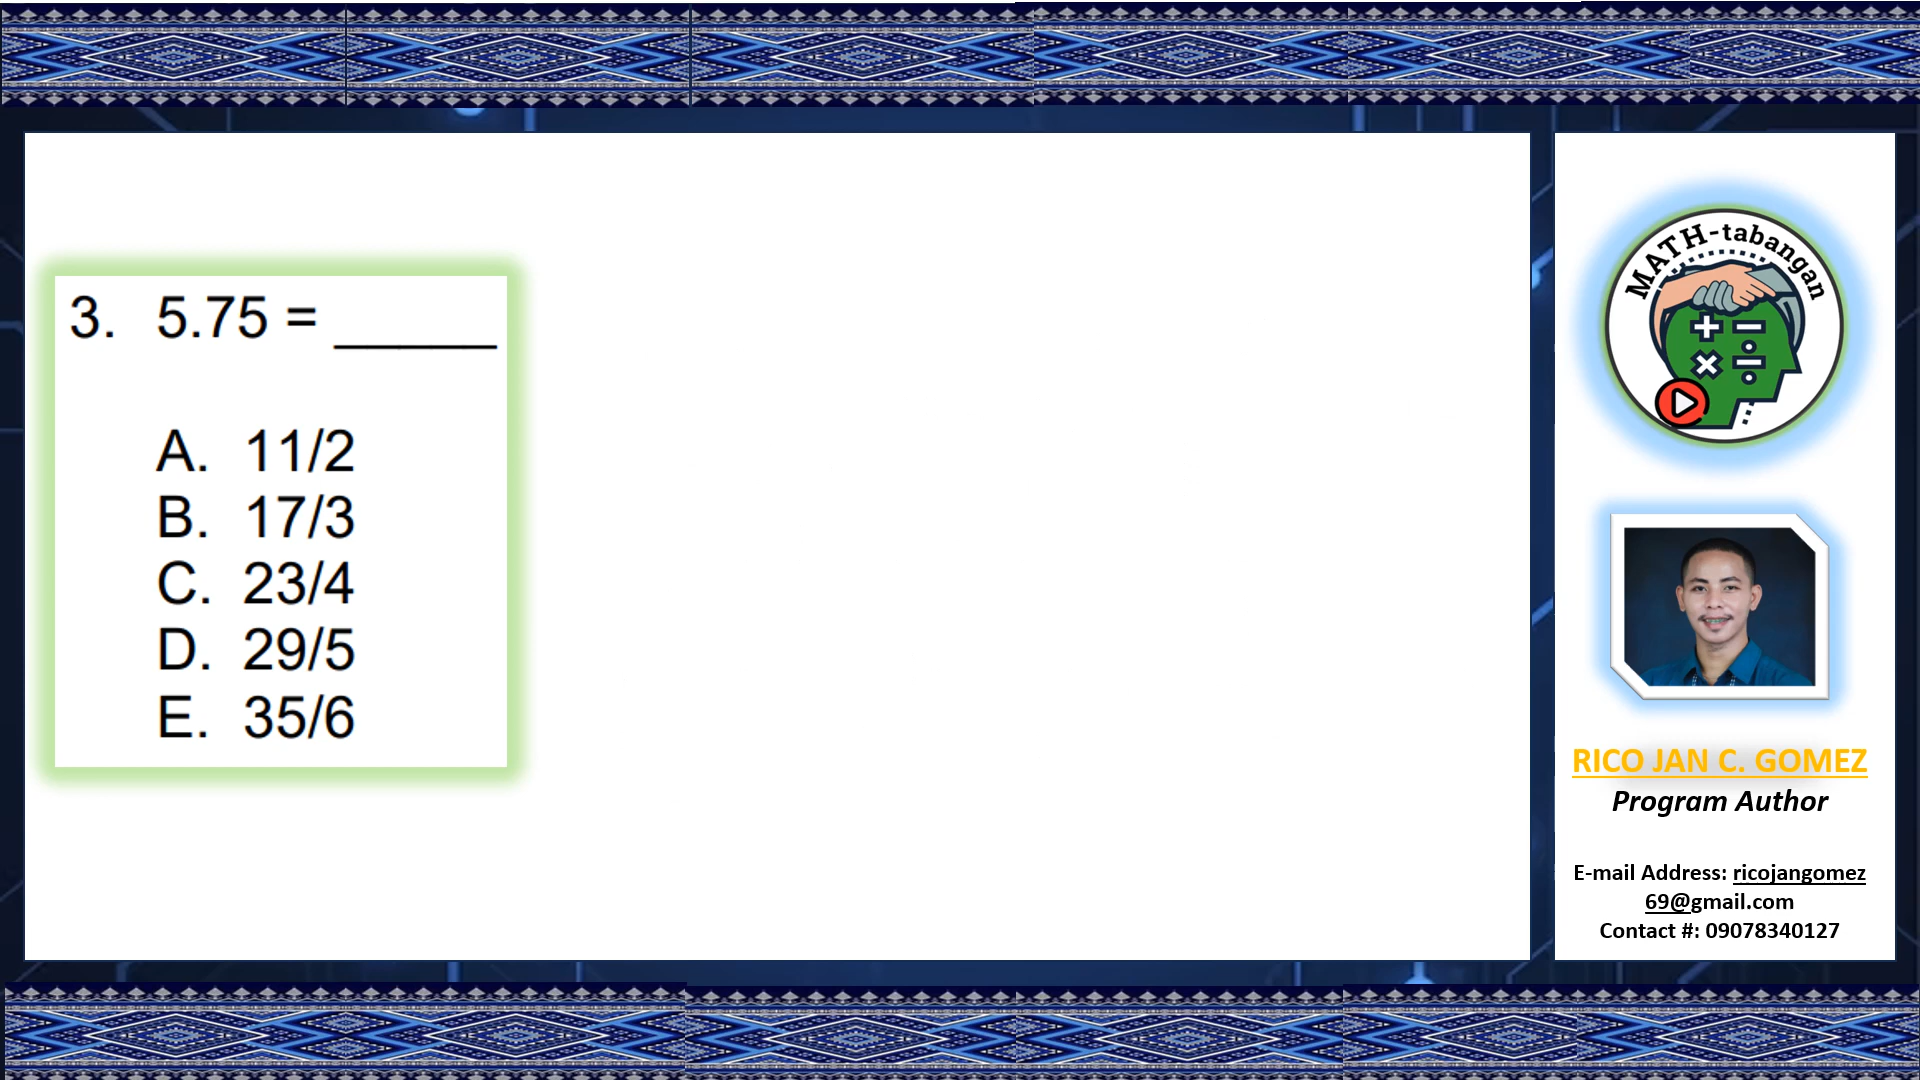 3. 5.75 = _____
A. 11/2
B. 17/3
C. 23/4
D. 29/5
E. 35/6
MATH-tabangan
RICO JAN C. GOMEZ
Program Author
E-mail Address: ricojangomez
69@gmail.com
Contact #: 09078340127